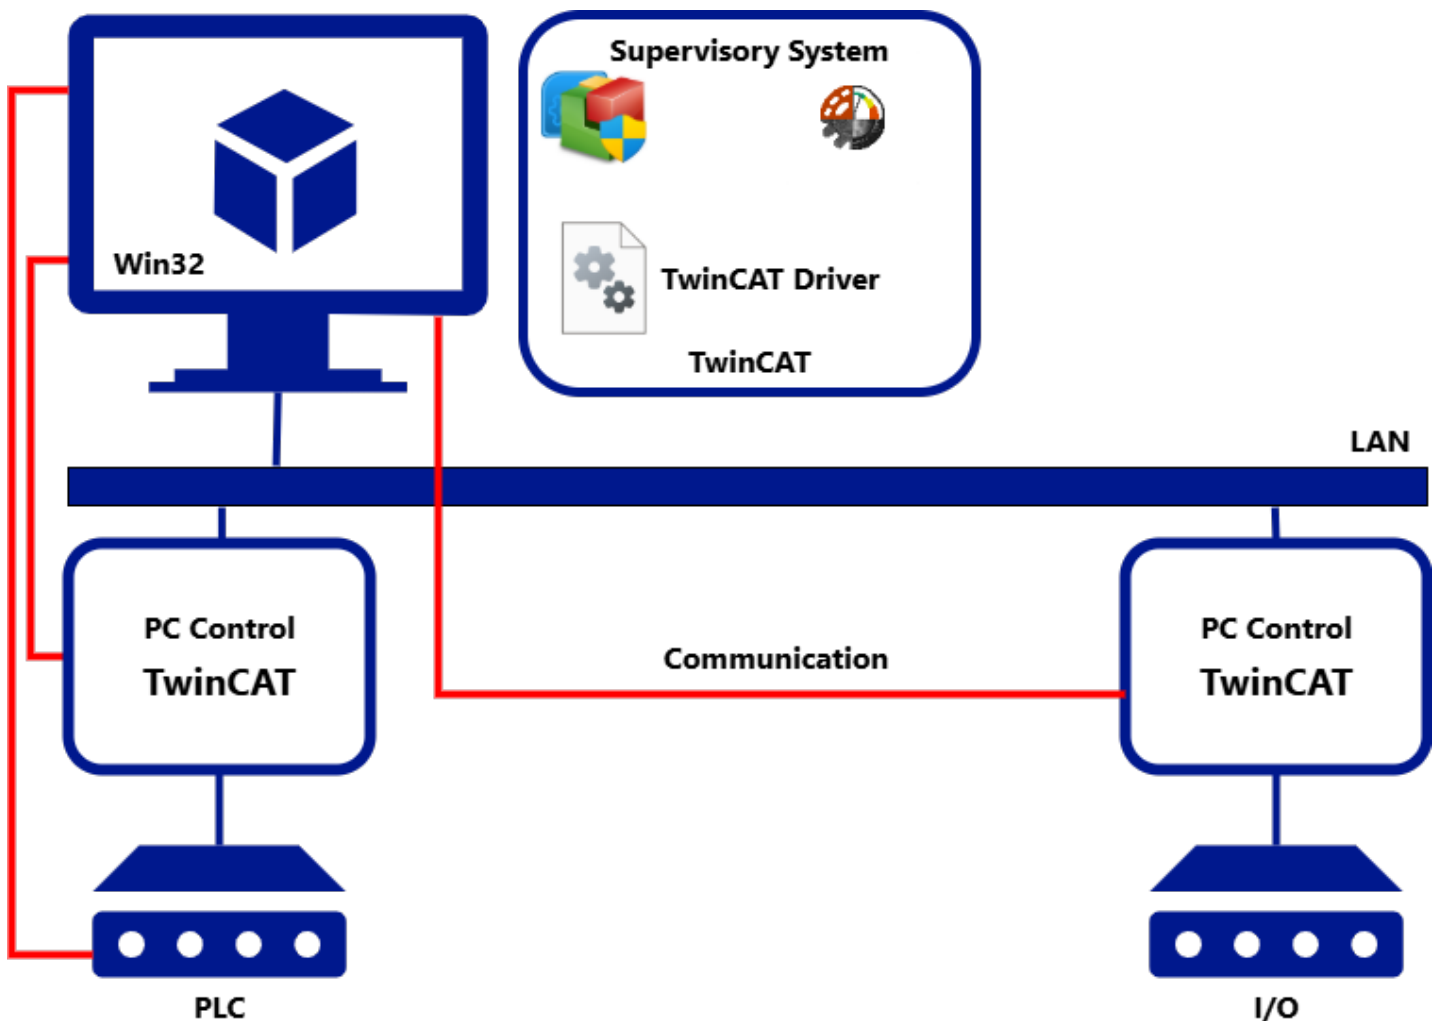 Supervisory System
Win32
TwinCAT Driver
TwinCAT
LAN
PC Control
TwinCAT
Communication
PC Control
TwinCAT
PLC
I/O